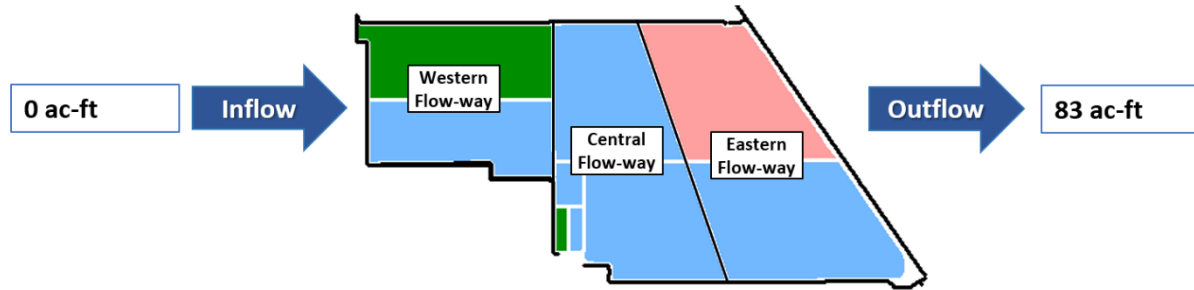 0 ac-ft
Inflow
Western
Flow-way
Central
Flow-way
Eastern
Flow-way
Outflow
83 ac-ft